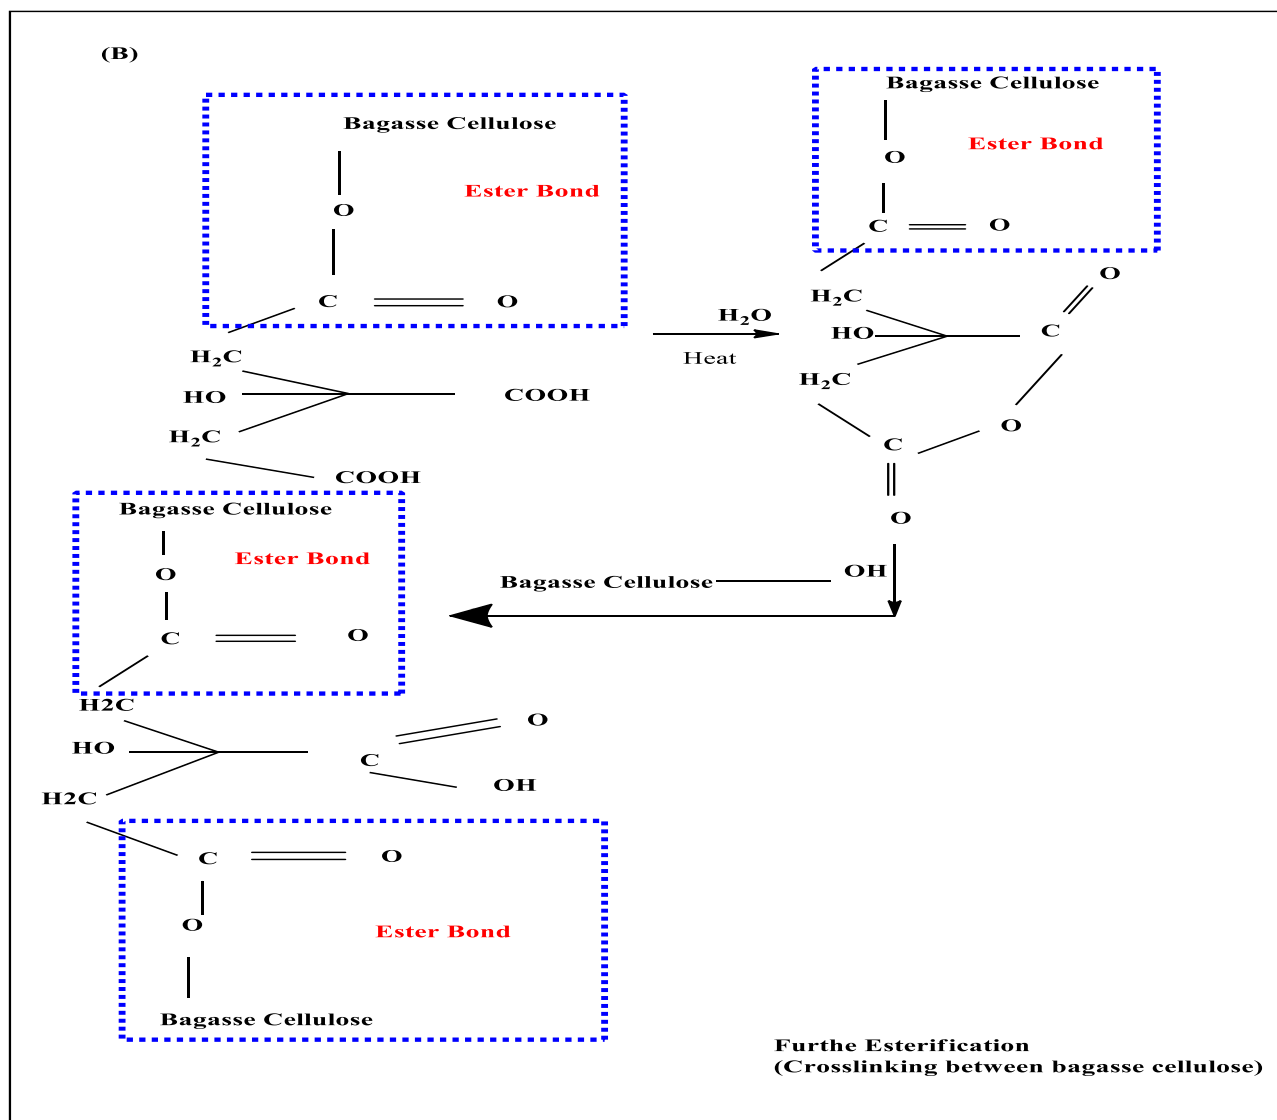 (B)
Bagasse Cellulose
Ester Bond
O
C O
H₂C
HO COOH
H₂C
COOH
H₂O
Heat
Bagasse Cellulose
Ester Bond
O
C O
O
H₂C
HO C
H₂C
O
C
O
Bagasse Cellulose OH
Bagasse Cellulose
Ester Bond
O
C O
H2C
O
HO C
OH
H2C
C O
O
Ester Bond
Bagasse Cellulose
Furthe Esterification
(Crosslinking between bagasse cellulose)